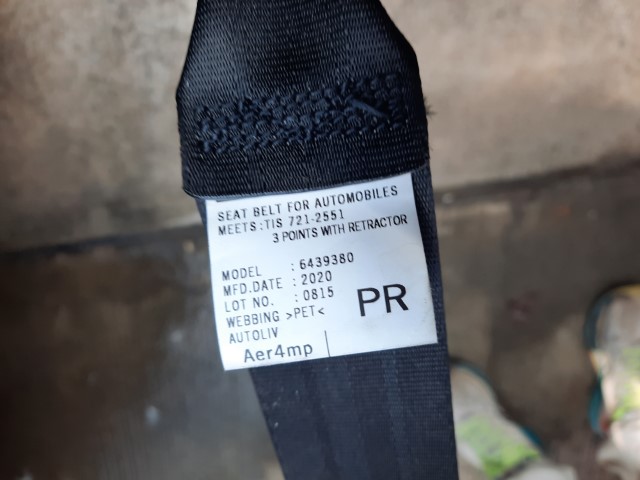 SEAT BELT FOR AUTOMOBILES
MEETS:TIS 721-2551
3 POINTS WITH RETRACTOR
MODEL : 6439380
MFD.DATE : 2020
LOT NO. : 0815
WEBBING >PET<
PR
AUTOLIV
Aer4mp